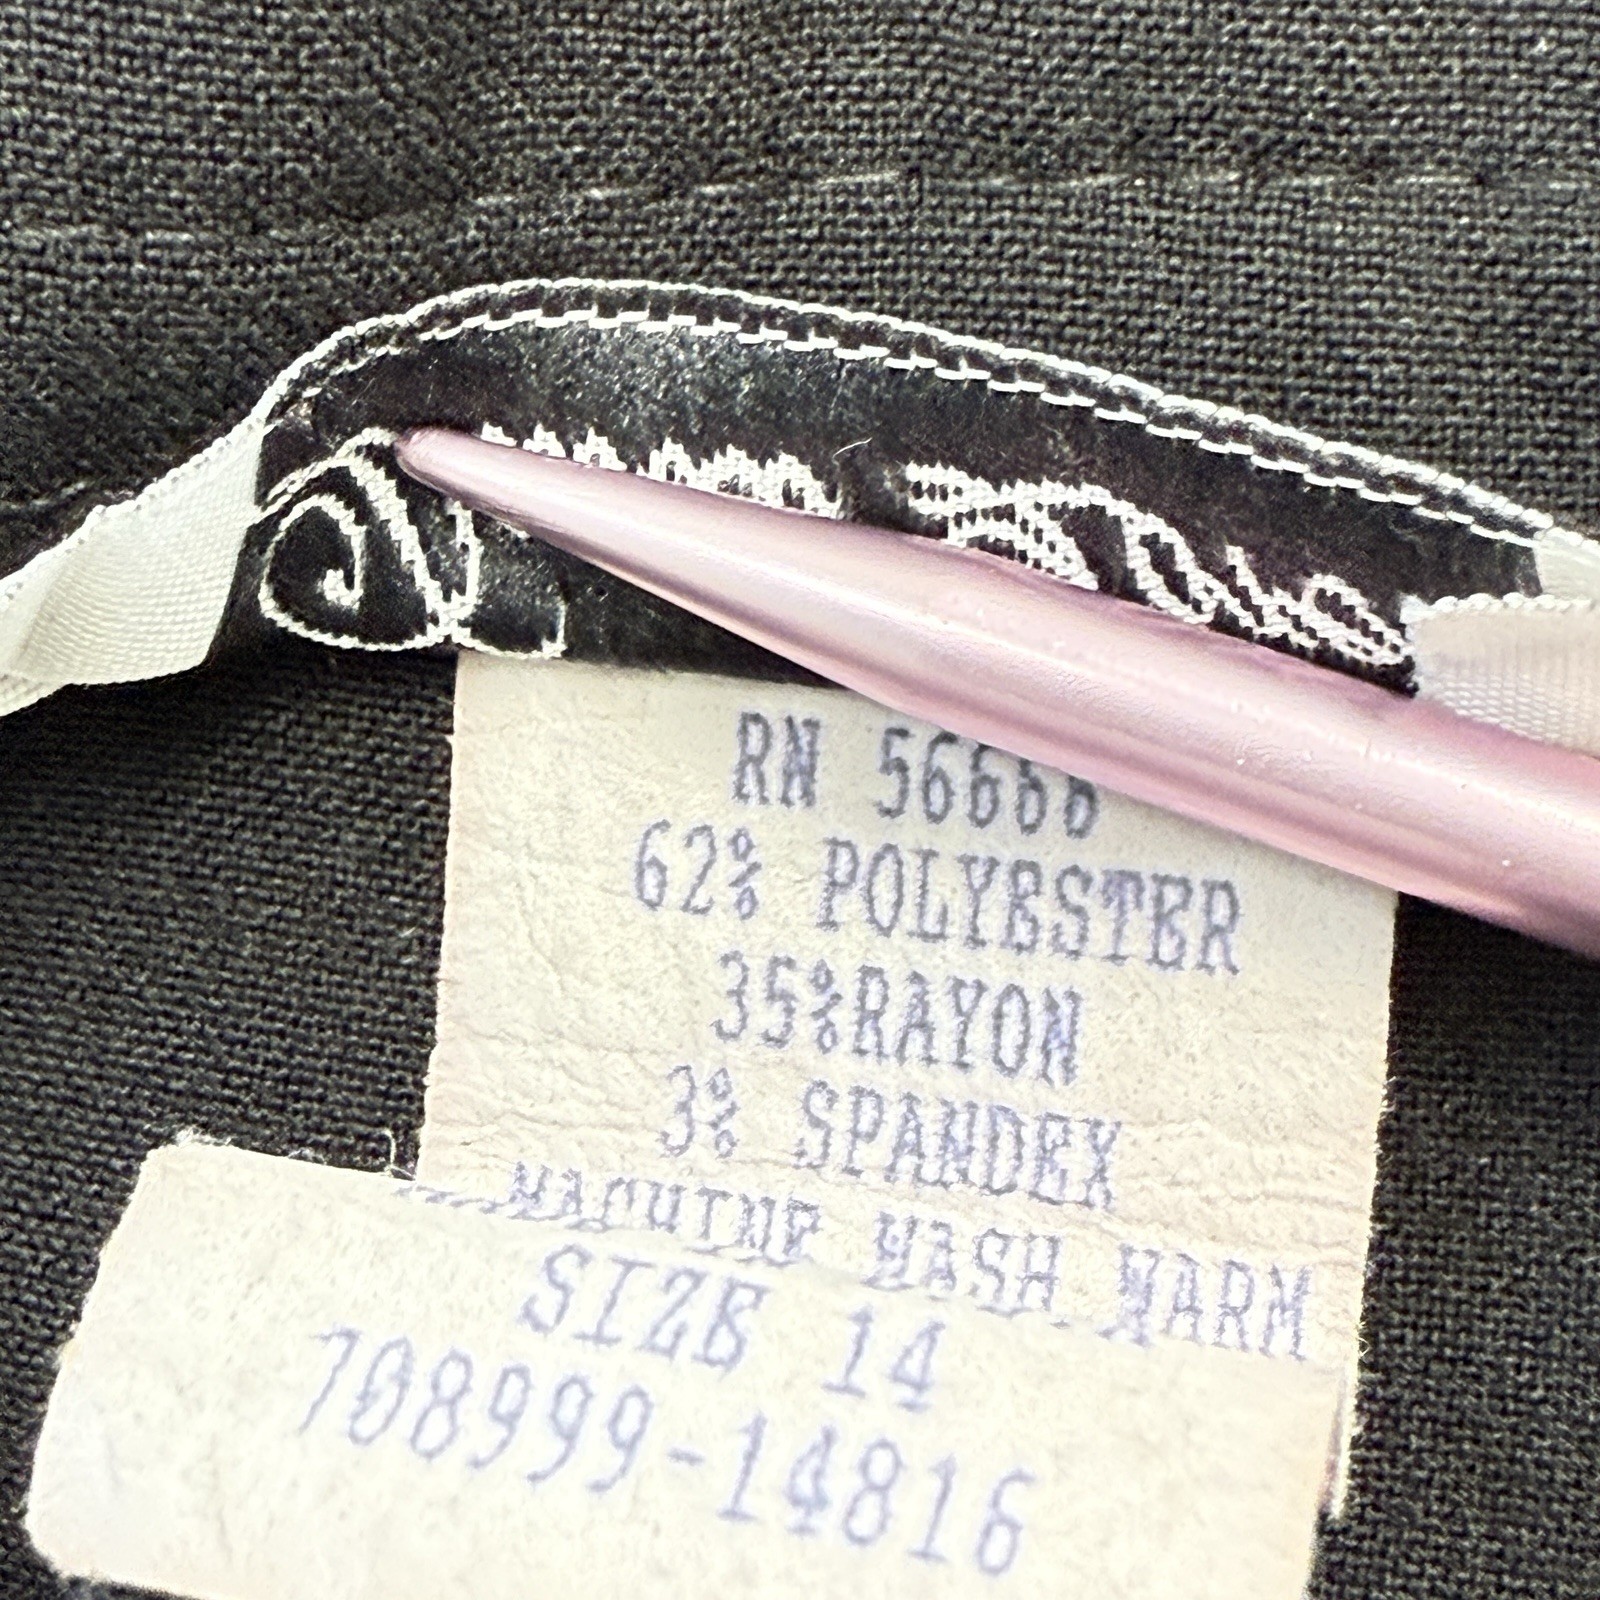 RN 56666
62% POLYESTER
35%RAYON
3% SPANDEX
MACHINE WASH WARM
SIZE 14
708999-14816